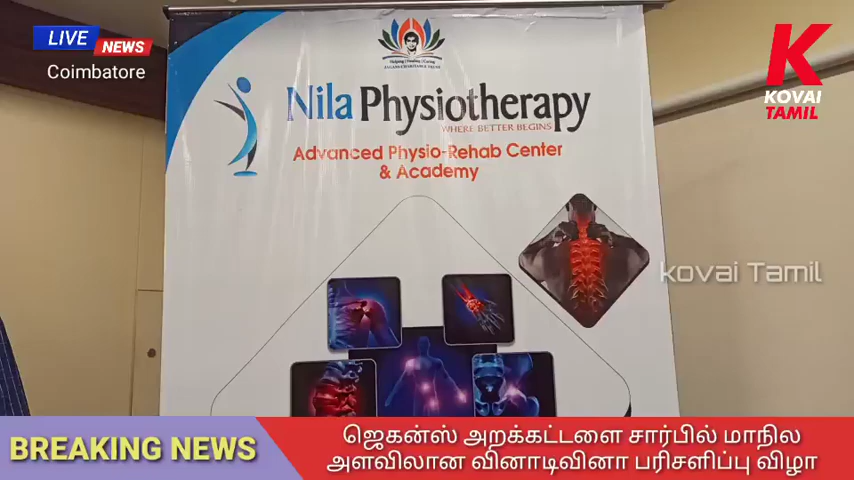 LIVE NEWS
Coimbatore
K
KOVAI
TAMIL
Nila Physiotherapy
WHERE BETTER BEGINS
Advanced Physio-Rehab Center
& Academy
kovai Tamil
BREAKING NEWS
ஜெகன்ஸ் அறக்கட்டளை சார்பில் மாநில
அளவிலான வினாடிவினா பரிசளிப்பு விழா